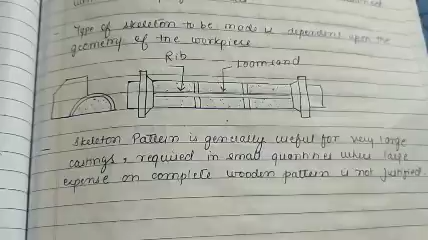 - Type of skeleton to be made is dependent upon the
geometry of the workpiece
Rib
Loamsand
- Skeleton Pattern is generally useful for very large
castings, required in small quantities when large
expense on complete wooden pattern is not justified.